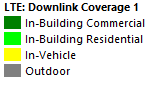 LTE: Downlink Coverage 1
In-Building Commercial
In-Building Residential
In-Vehicle
Outdoor